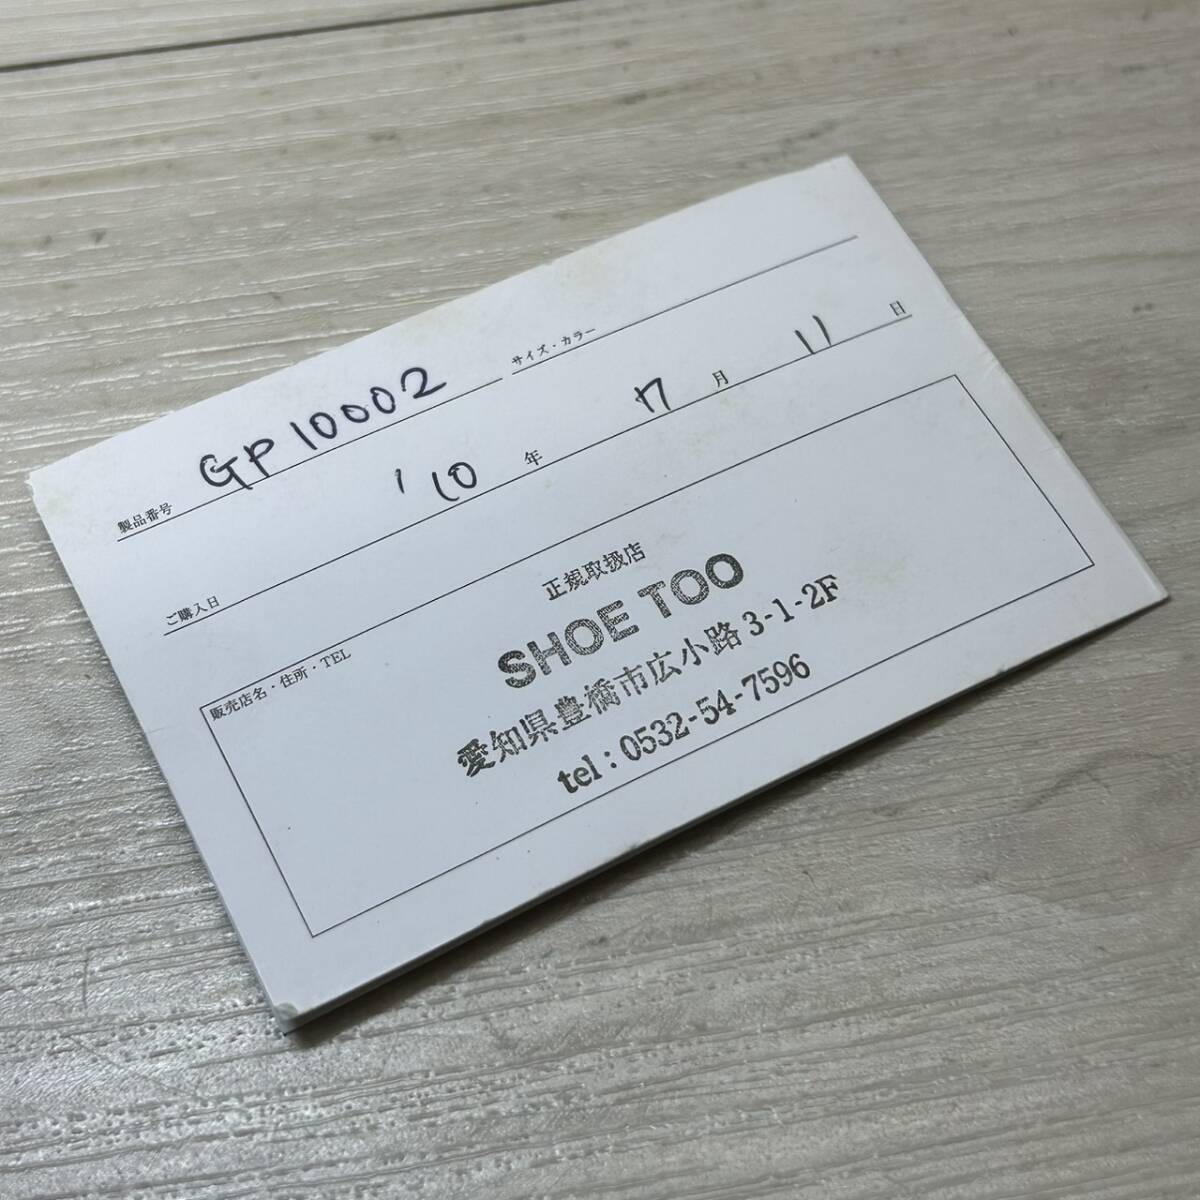 製品番号 GP10002 サイズ・カラー
ご購入日 '10 年 7 月 11 日
販売店名・住所・TEL
正規取扱店
SHOE TOO
愛知県豊橋市広小路3-1-2F
tel : 0532-54-7596